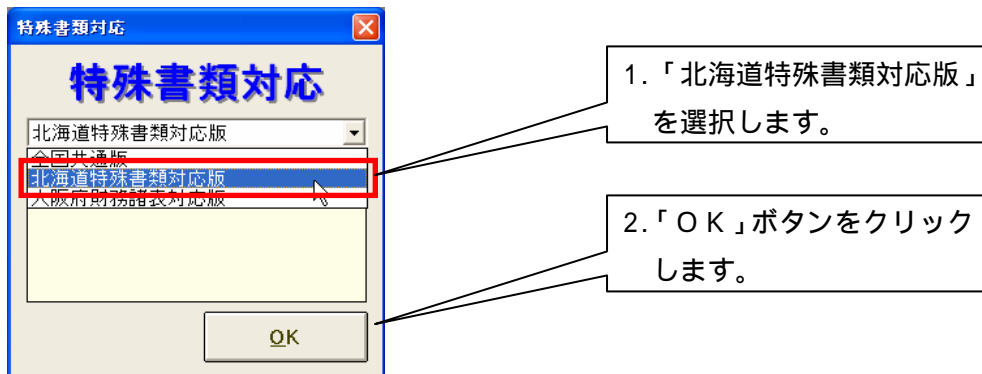 特殊書類対応
特殊書類対応
北海道特殊書類対応版
全国共通版
北海道特殊書類対応版
大阪府財務諸表対応版
OK
1.「北海道特殊書類対応版」
を選択します。
2.「ＯＫ」ボタンをクリック
します。